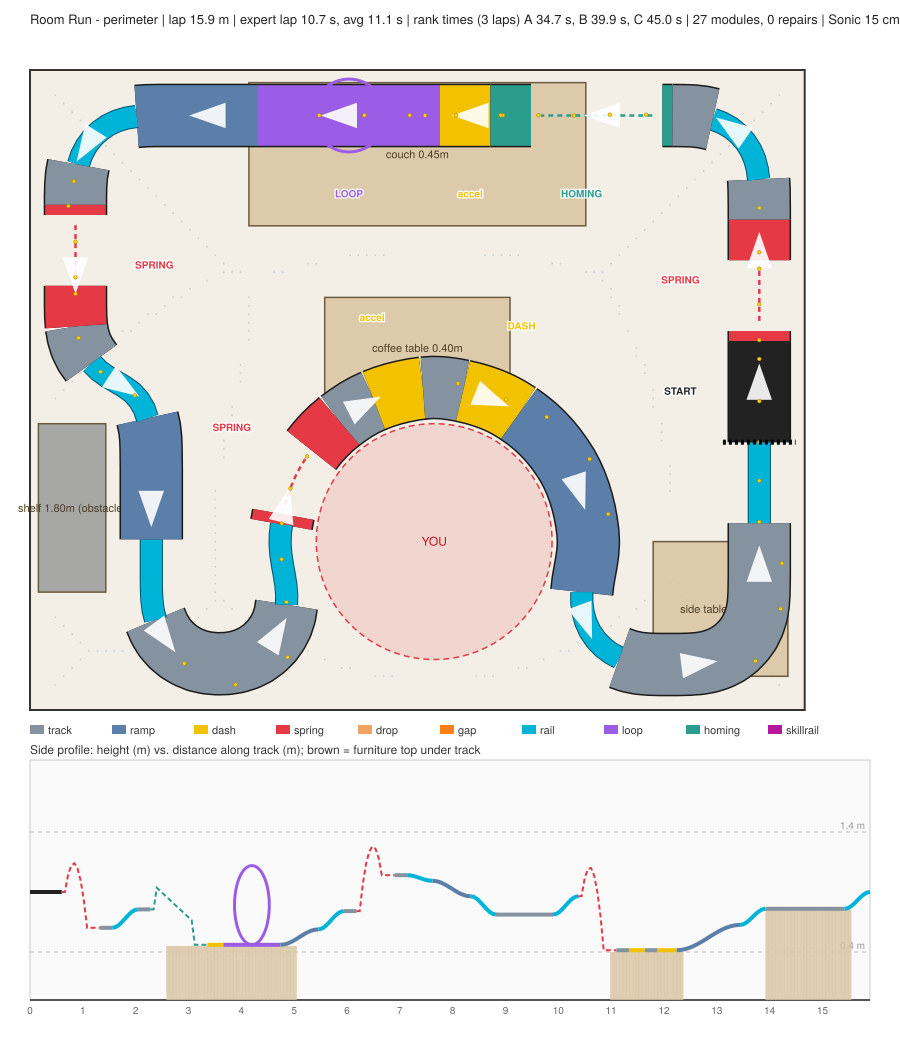 Room Run - perimeter | lap 15.9 m | expert lap 10.7 s, avg 11.1 s | rank times (3 laps) A 34.7 s, B 39.9 s, C 45.0 s | 27 modules, 0 repairs | Sonic 15 cm
couch 0.45m
LOOP accel HOMING
SPRING
SPRING
accel
DASH
coffee table 0.40m
START
SPRING
shelf 1.80m (obstacle
YOU
side table
track ramp dash spring drop gap rail loop homing skillrail
Side profile: height (m) vs. distance along track (m); brown = furniture top under track
1.4 m
0.4 m
0 1 2 3 4 5 6 7 8 9 10 11 12 13 14 15